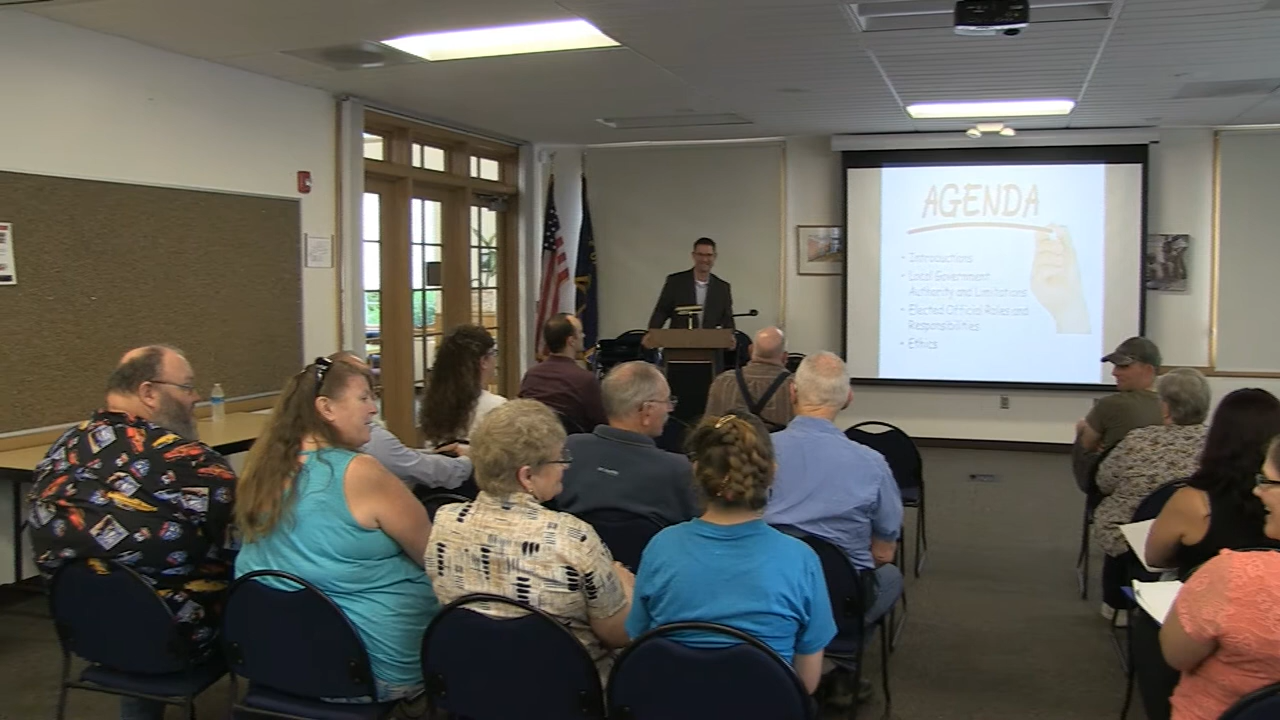 AGENDA
• Introductions
• Local Government
Authority and Limitations
• Elected Official Roles and
Responsibilities
• Ethics